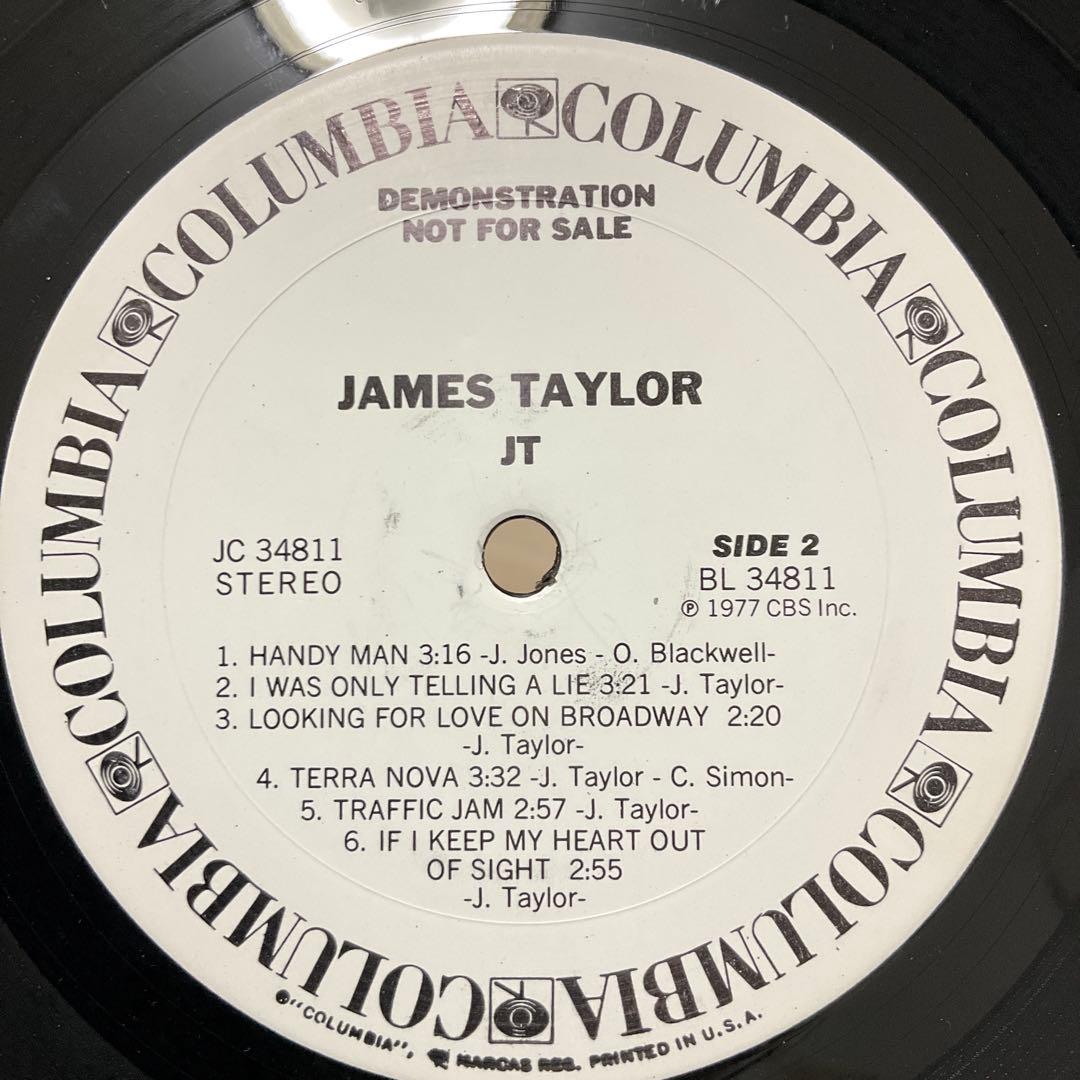 COLUMBIA COLUMBIA COLUMBIA COLUMBIA COLUMBIA COLUMBIA COLUMBIA COLUMBIA
DEMONSTRATION
NOT FOR SALE
JAMES TAYLOR
JT
JC 34811
STEREO
SIDE 2
BL 34811
℗ 1977 CBS Inc.
1. HANDY MAN 3:16 -J. Jones - O. Blackwell-
2. I WAS ONLY TELLING A LIE 3:21 -J. Taylor-
3. LOOKING FOR LOVE ON BROADWAY 2:20
-J. Taylor-
4. TERRA NOVA 3:32 -J. Taylor - C. Simon-
5. TRAFFIC JAM 2:57 -J. Taylor-
6. IF I KEEP MY HEART OUT
OF SIGHT 2:55
-J. Taylor-
®"COLUMBIA", MARCAS REG. PRINTED IN U.S.A.